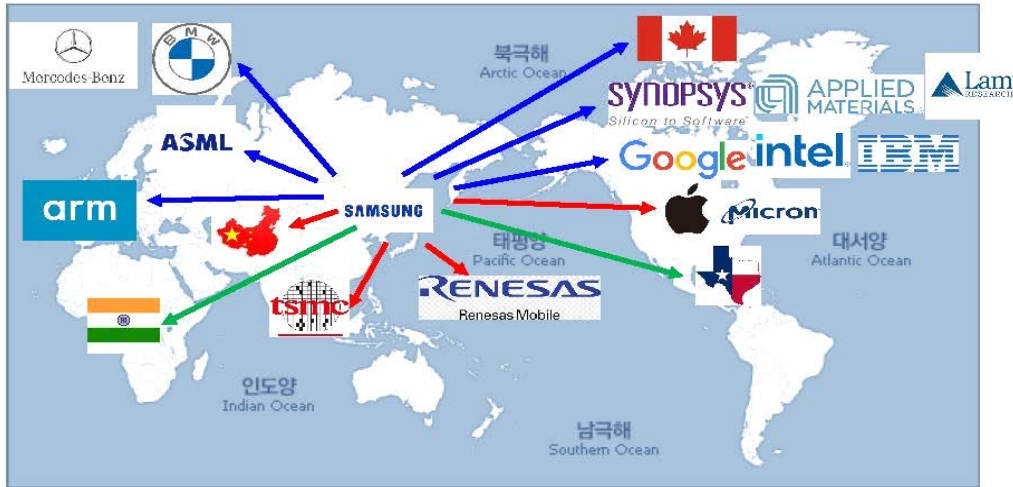 Mercedes-Benz
BMW
ASML
arm
SAMSUNG
북극해
Arctic Ocean
SYNOPSYS®
Silicon to Software™
APPLIED
MATERIALS®
Lam
RESEARCH
Google
intel®
IBM
Micron
태평양
Pacific Ocean
대서양
Atlantic Ocean
tsmc
RENESAS
Renesas Mobile
인도양
Indian Ocean
남극해
Southern Ocean